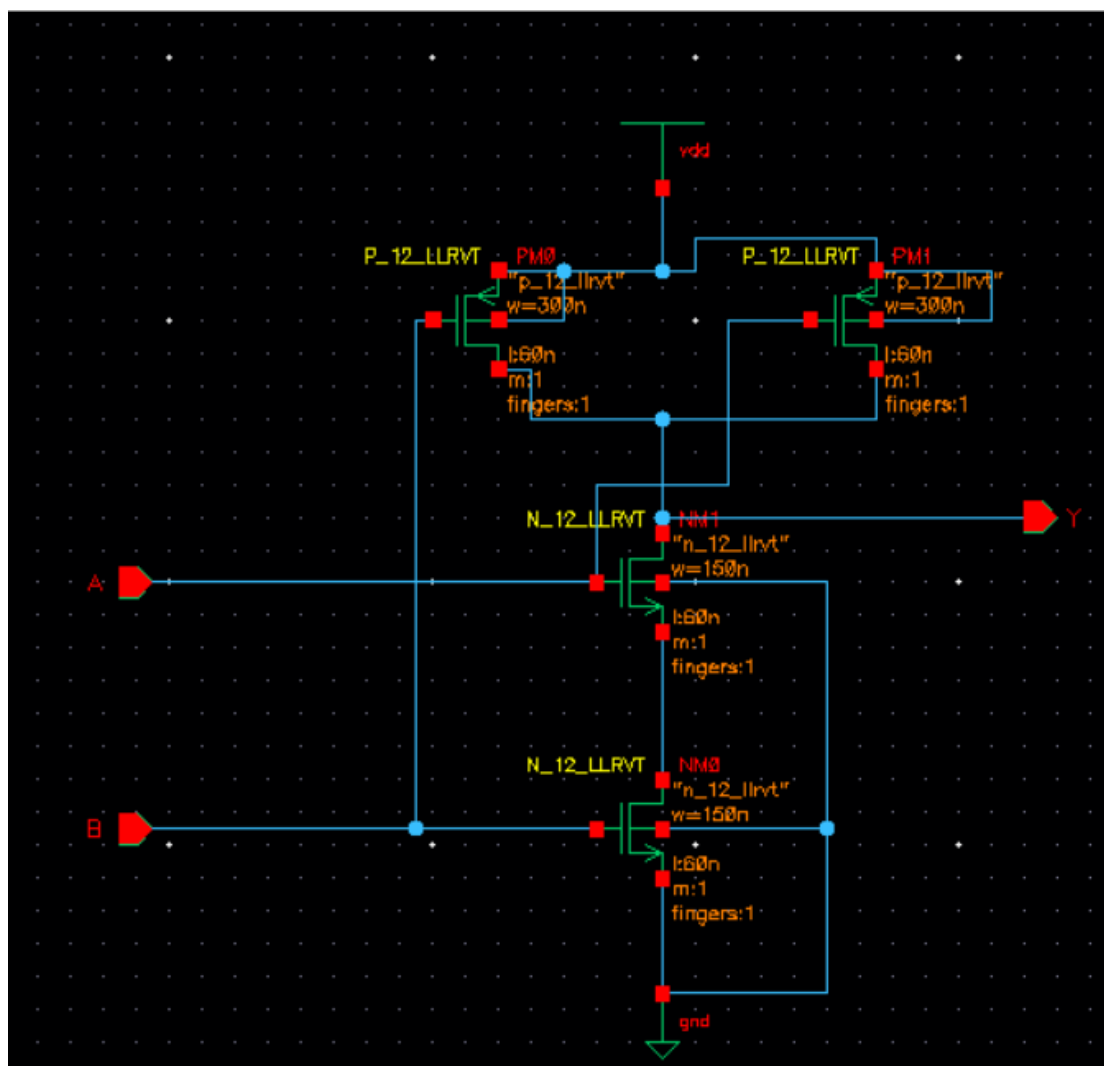 vdd
P_12_LLRVT PM0
"p_12_llrvt"
w=300n
l:60n
m:1
fingers:1
P_12_LLRVT PM1
"p_12_llrvt"
w=300n
l:60n
m:1
fingers:1
Y
N_12_LLRVT NM1
"n_12_llrvt"
w=150n
l:60n
m:1
fingers:1
A
N_12_LLRVT NM0
"n_12_llrvt"
w=150n
l:60n
m:1
fingers:1
B
gnd